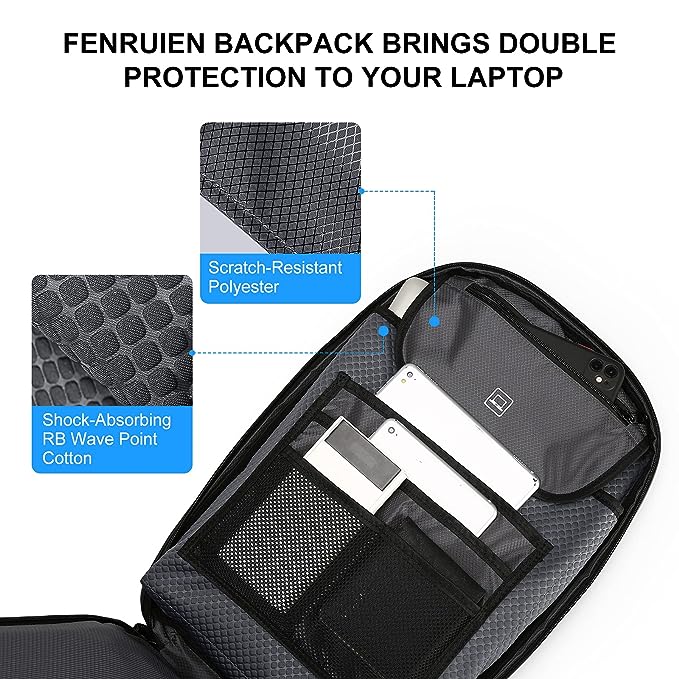 FENRUIEN BACKPACK BRINGS DOUBLE
PROTECTION TO YOUR LAPTOP
Scratch-Resistant
Polyester
Shock-Absorbing
RB Wave Point
Cotton